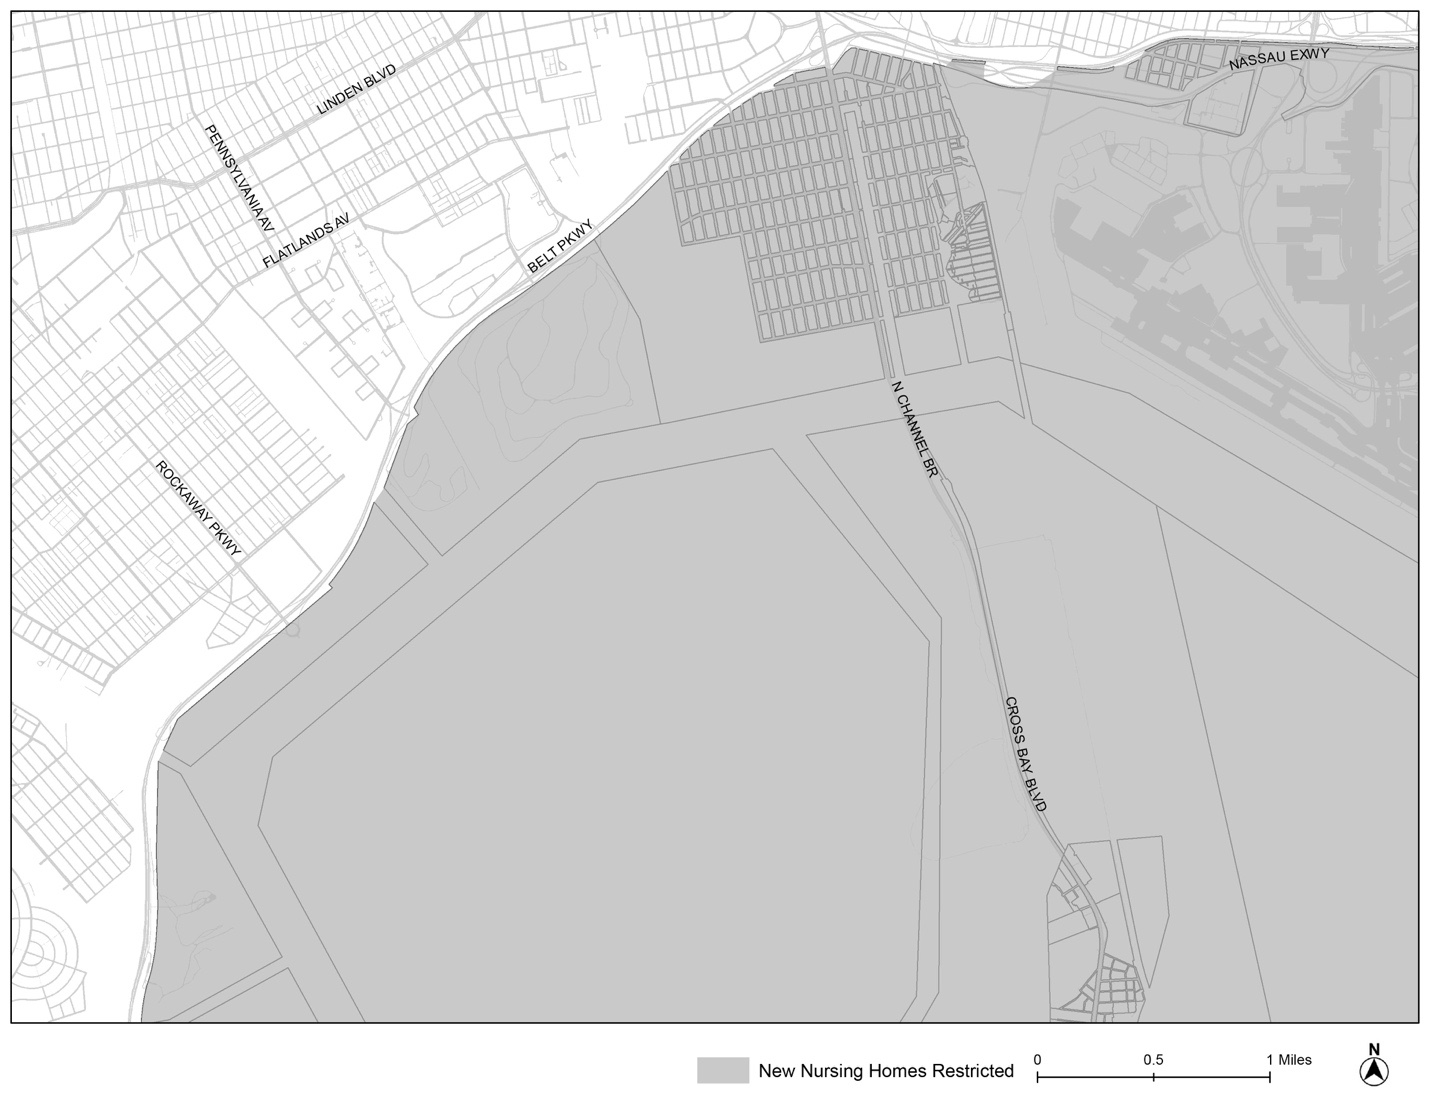 NASSAU EXWY
LINDEN BLVD
PENNSYLVANIA AV
FLATLANDS AV
BELT PKWY
N CHANNEL BR
ROCKAWAY PKWY
CROSS BAY BLVD
New Nursing Homes Restricted
0 0.5 1 Miles
N